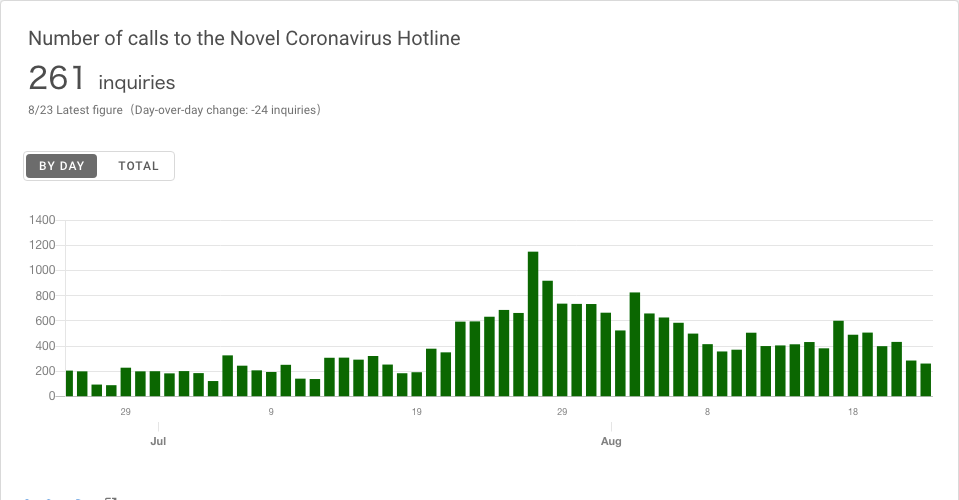 Number of calls to the Novel Coronavirus Hotline
261 inquiries
8/23 Latest figure（Day-over-day change: -24 inquiries）
BY DAY TOTAL
1400
1200
1000
800
600
400
200
0
29 9 19 29 8 18
Jul Aug